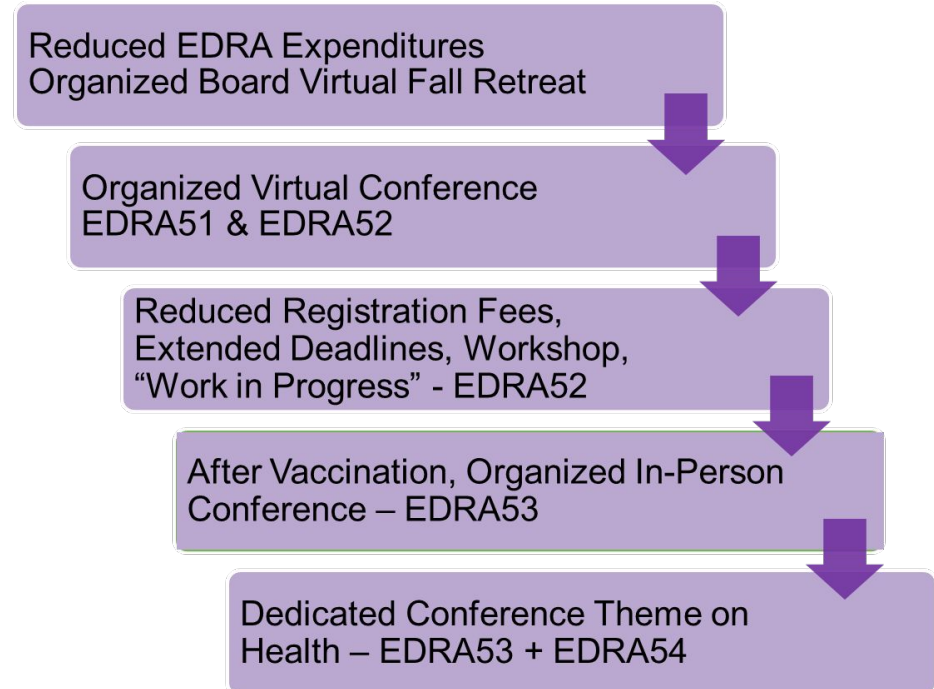 Reduced EDRA Expenditures
Organized Board Virtual Fall Retreat
Organized Virtual Conference
EDRA51 & EDRA52
Reduced Registration Fees,
Extended Deadlines, Workshop,
“Work in Progress” - EDRA52
After Vaccination, Organized In-Person
Conference – EDRA53
Dedicated Conference Theme on
Health – EDRA53 + EDRA54